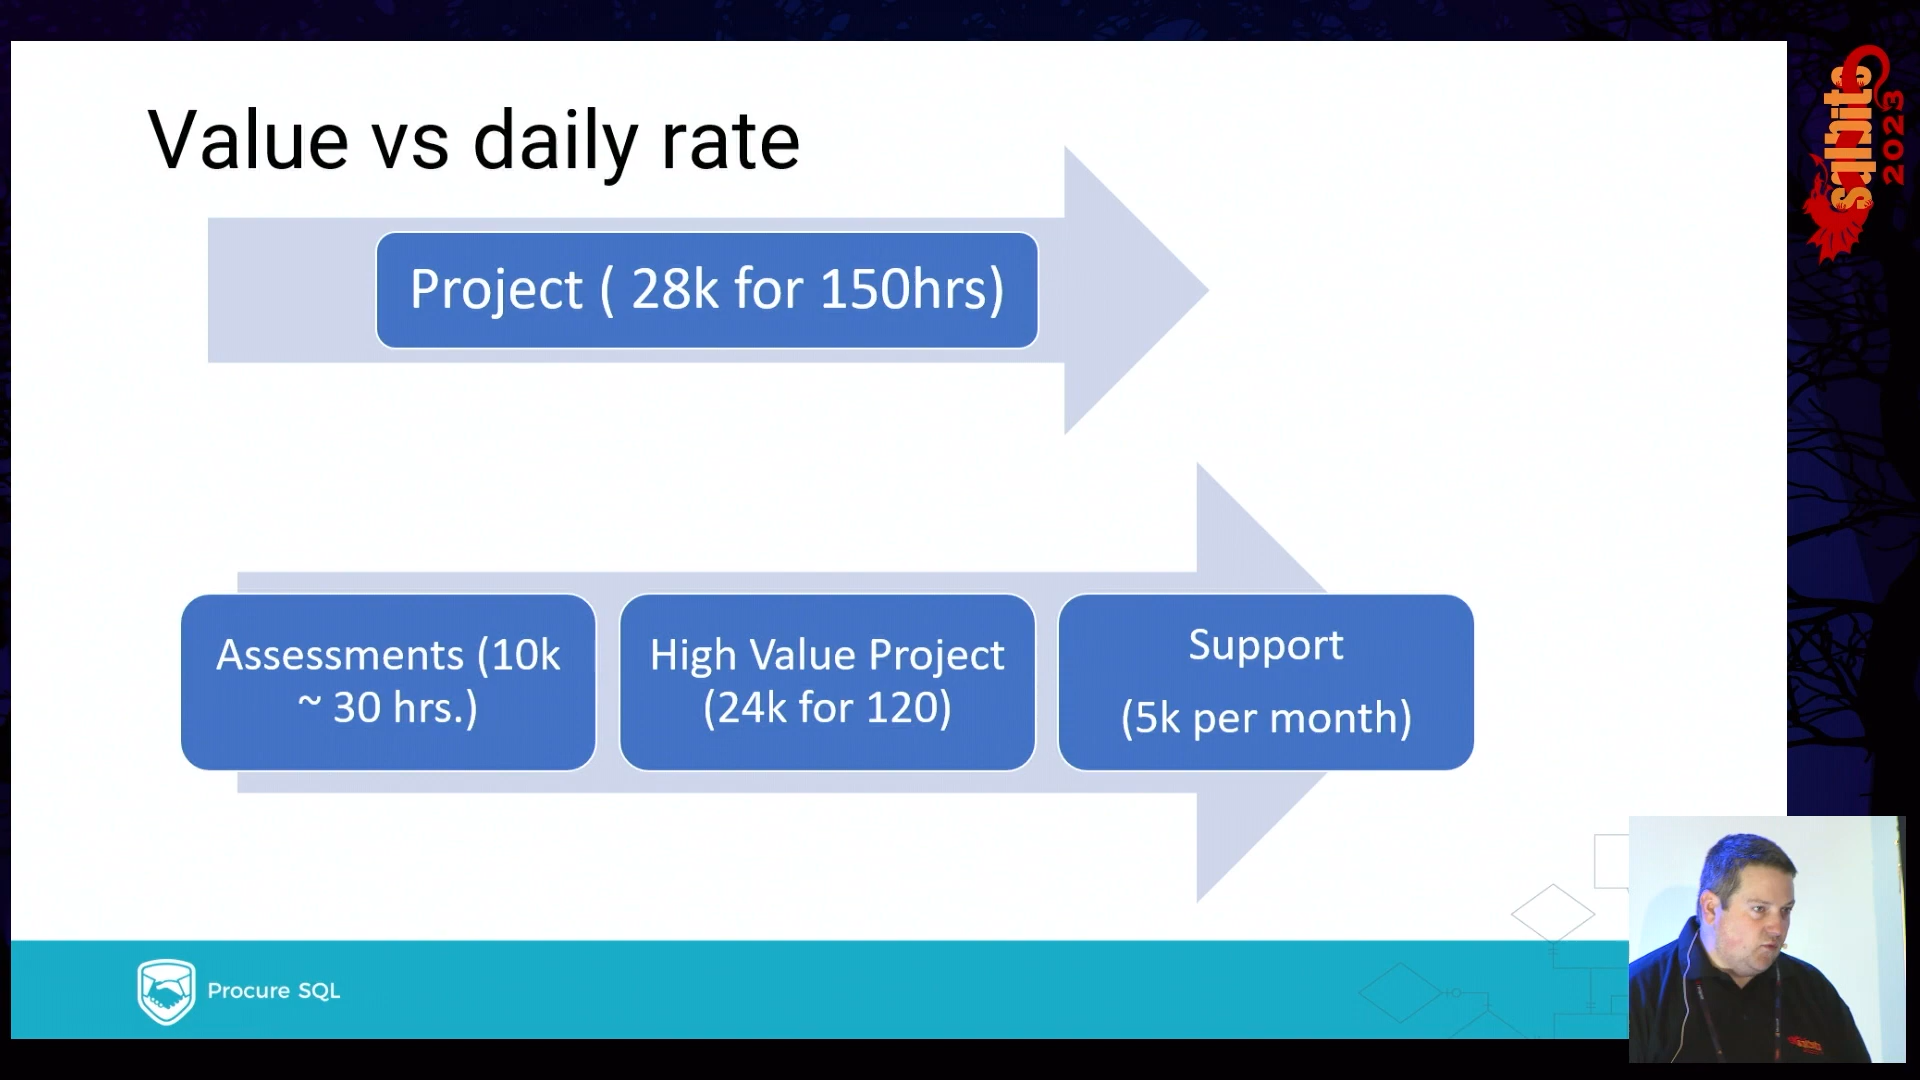 Value vs daily rate
Project ( 28k for 150hrs)
Assessments (10k
~ 30 hrs.)
High Value Project
(24k for 120)
Support
(5k per month)
Procure SQL
sqlbits
2023